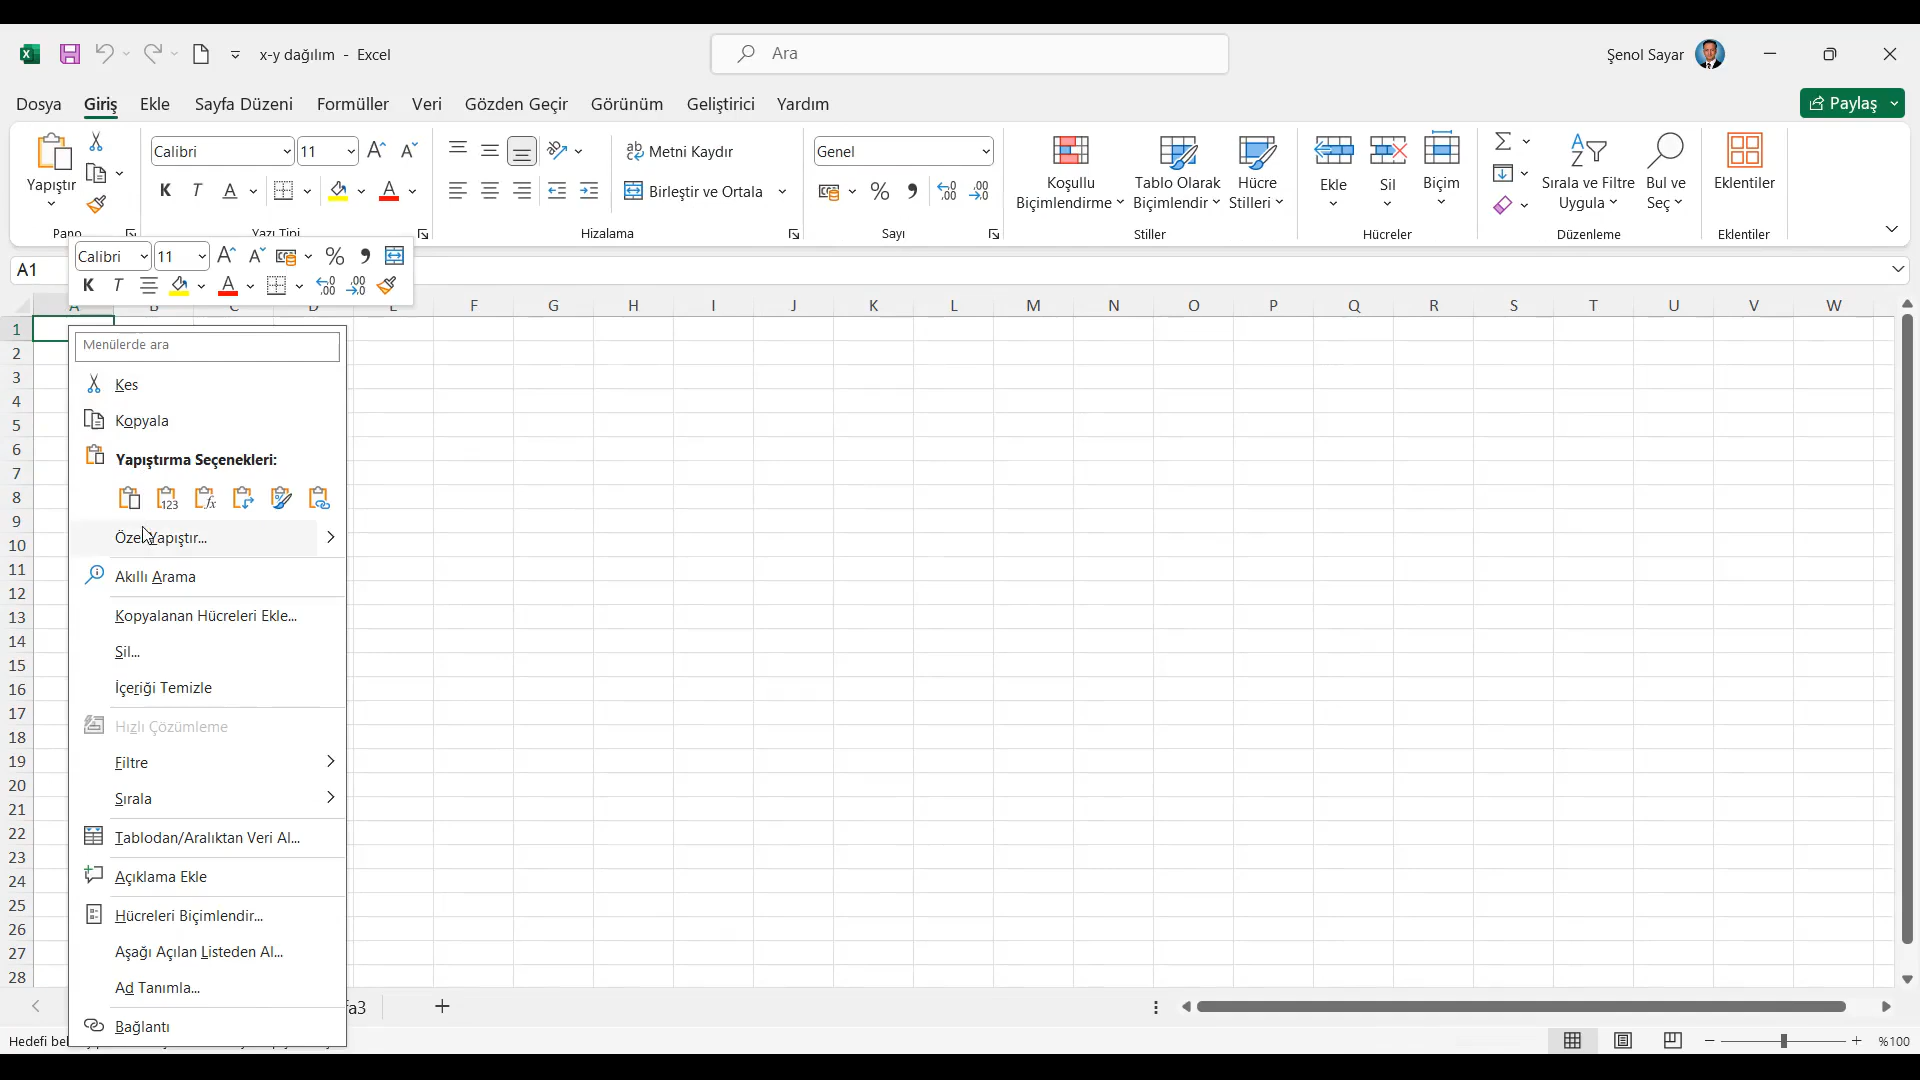 x-y dağılım - Excel
Ara
Şenol Sayar
Dosya Giriş Ekle Sayfa Düzeni Formüller Veri Gözden Geçir Görünüm Geliştirici Yardım
Paylaş
Yapıştır
Pano
Calibri 11
K T A A
Yazı Tipi
Metni Kaydır
Birleştir ve Ortala
Hizalama
Genel
% ,
Sayı
Koşullu Biçimlendirme
Tablo Olarak Biçimlendir
Hücre Stilleri
Stiller
Ekle
Sil
Biçim
Hücreler
Sırala ve Filtre Uygula
Bul ve Seç
Düzenleme
Eklentiler
Eklentiler
A1
Calibri 11 %
K T A
A B C D E F G H I J K L M N O P Q R S T U V W
1
2
3
4
5
6
7
8
9
10
11
12
13
14
15
16
17
18
19
20
21
22
23
24
25
26
27
28
Menülerde ara
Kes
Kopyala
Yapıştırma Seçenekleri:
Özel Yapıştır...
Akıllı Arama
Kopyalanan Hücreleri Ekle...
Sil...
İçeriği Temizle
Hızlı Çözümleme
Filtre
Sırala
Tablodan/Aralıktan Veri Al...
Açıklama Ekle
Hücreleri Biçimlendir...
Aşağı Açılan Listeden Al...
Ad Tanımla...
Bağlantı
fa3
Hedefi bel
%100